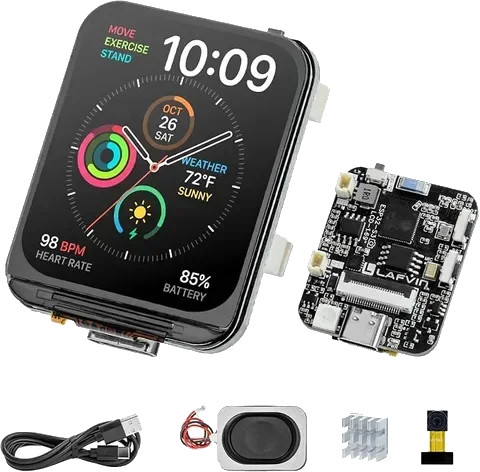 MOVE
EXERCISE
STAND
10:09
OCT
26
SAT
WEATHER
72°F
SUNNY
98 BPM
HEART RATE
85%
BATTERY
LAFVIN